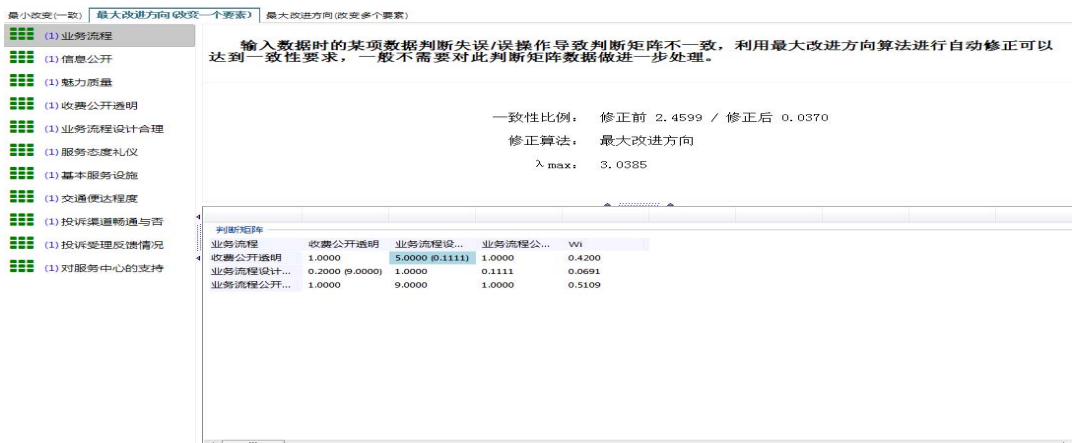 最小改变(一致) 最大改进方向(改变一个要素) 最大改进方向(改变多个要素)
(1)业务流程
(1)信息公开
(1)魅力质量
(1)收费公开透明
(1)业务流程设计合理
(1)服务态度礼仪
(1)基本服务设施
(1)交通便达程度
(1)投诉渠道畅通与否
(1)投诉受理反馈情况
(1)对服务中心的支持
输入数据时的某项数据判断失误/误操作导致判断矩阵不一致，利用最大改进方向算法进行自动修正可以
达到一致性要求，一般不需要对此判断矩阵数据做进一步处理。
一致性比例： 修正前 2.4599 / 修正后 0.0370
修正算法： 最大改进方向
λmax： 3.0385
判断矩阵
业务流程 收费公开透明 业务流程设... 业务流程公... Wi
收费公开透明 1.0000 5.0000 (0.1111) 1.0000 0.4200
业务流程设计... 0.2000 (9.0000) 1.0000 0.1111 0.0691
业务流程公开... 1.0000 9.0000 1.0000 0.5109